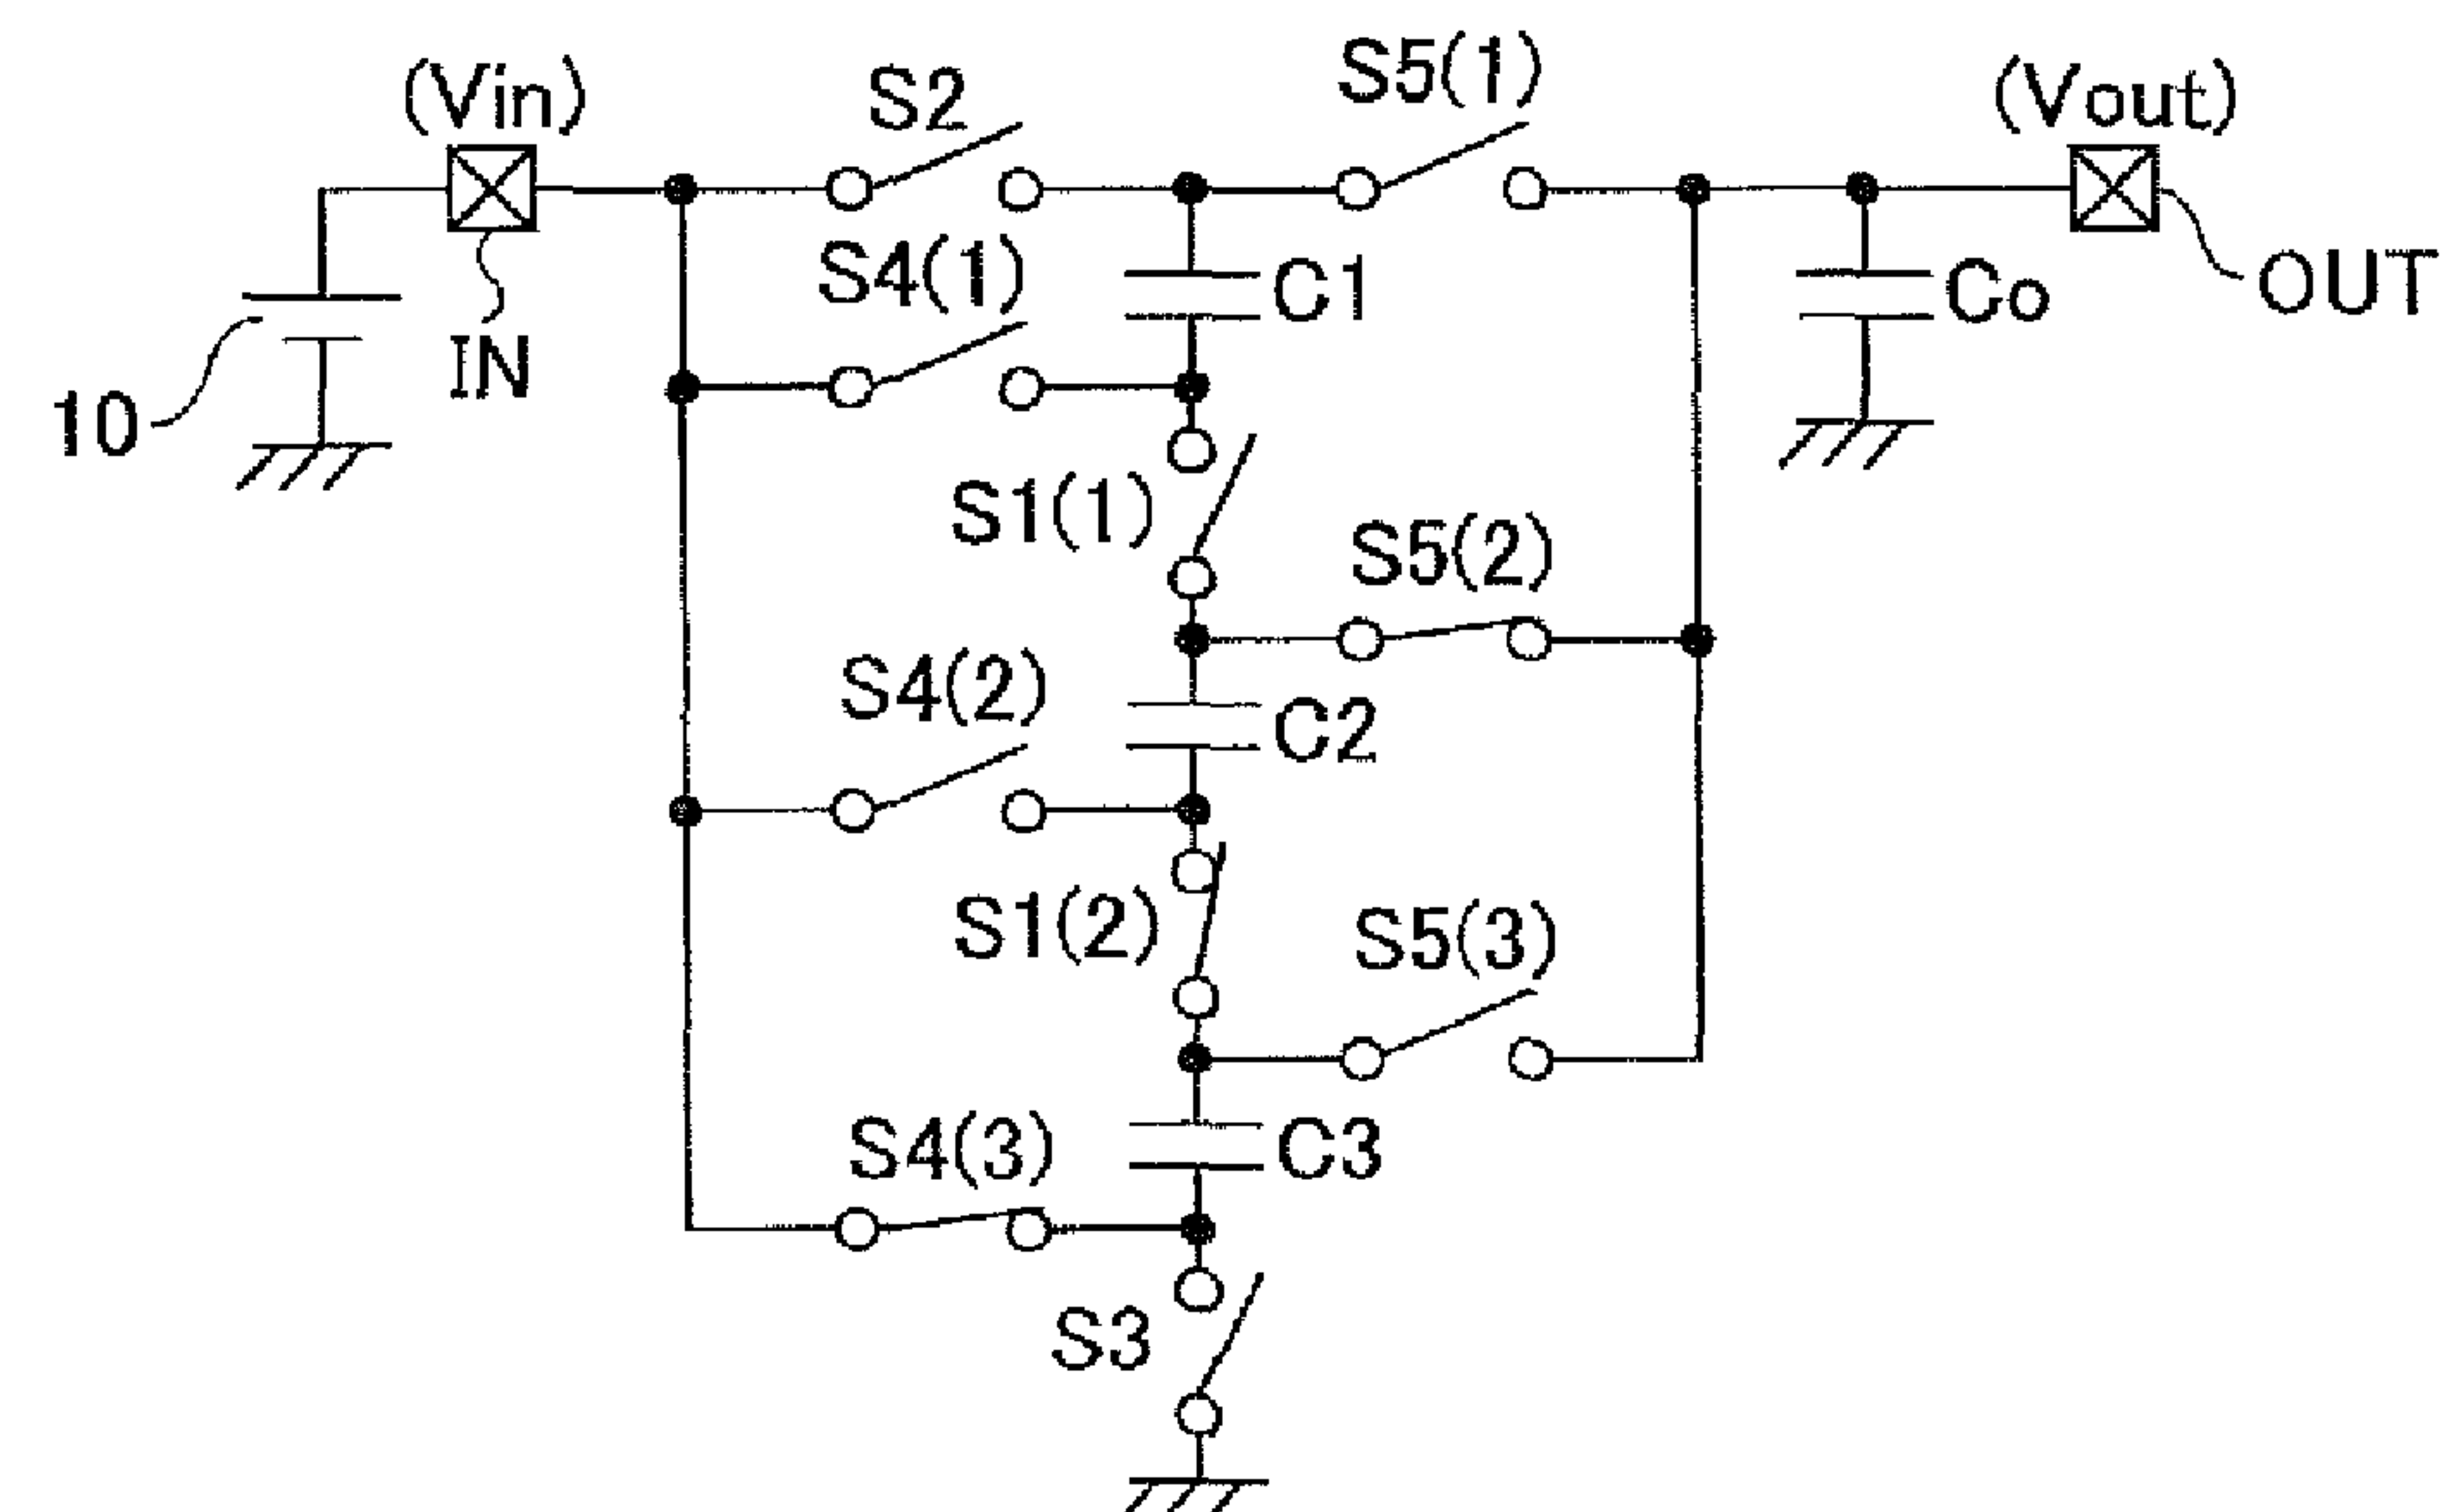 (Vin)
S2
S5(1)
(Vout)
S4(1)
C1
Co
OUT
IN
10
S1(1)
S5(2)
S4(2)
C2
S1(2)
S5(3)
S4(3)
C3
S3